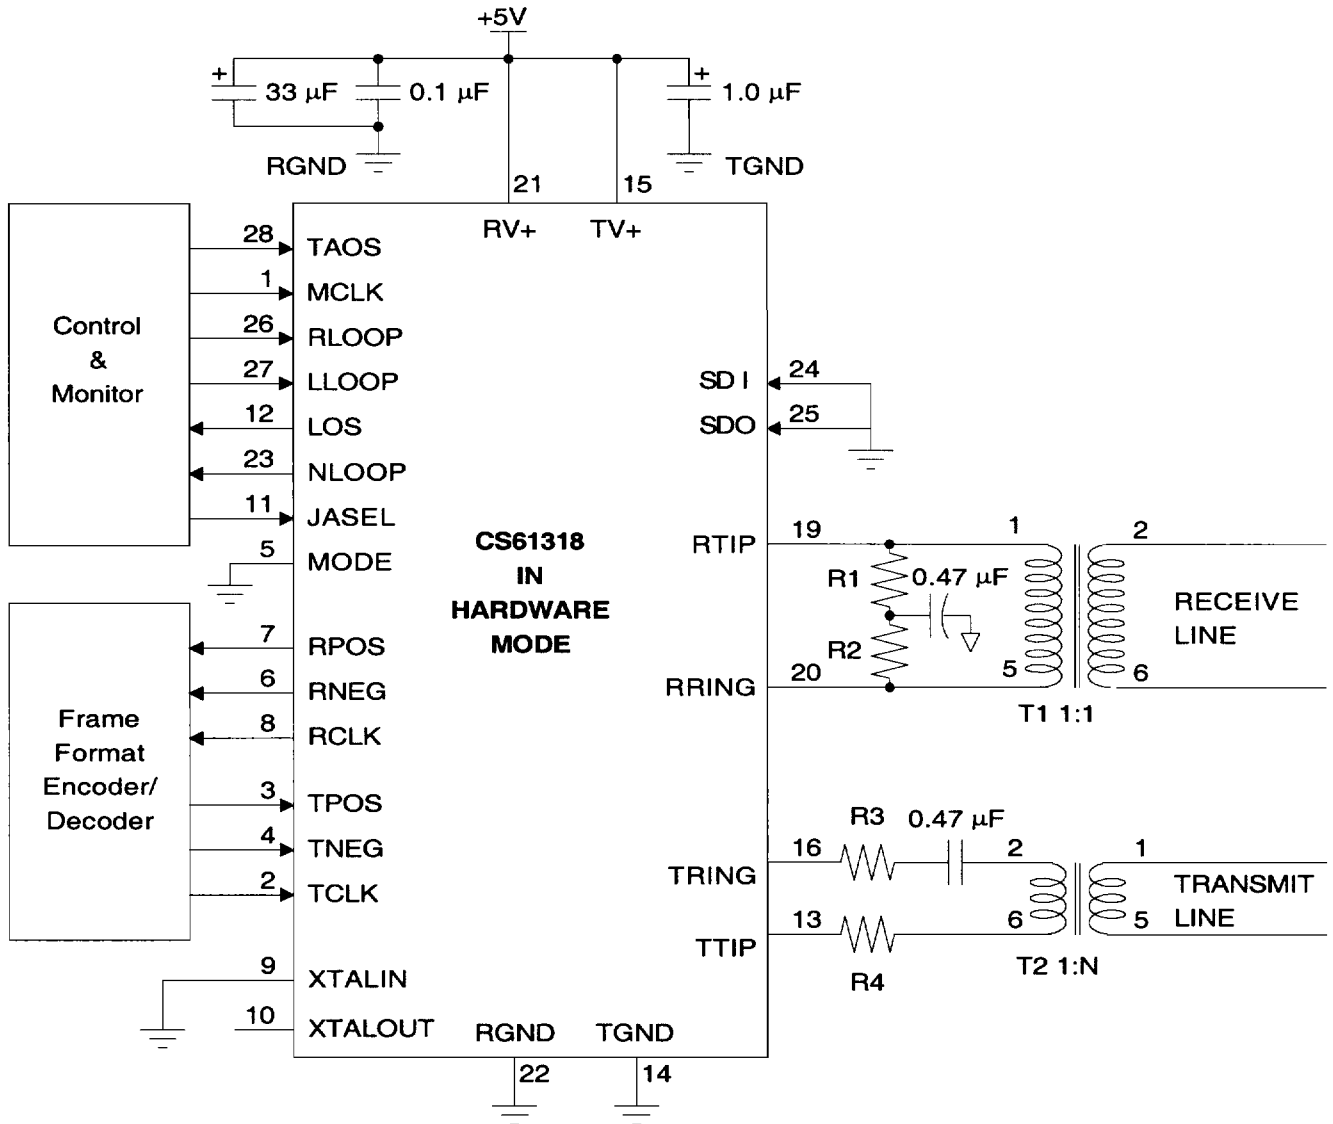 +5V
+ 33 µF
0.1 µF
+ 1.0 µF
RGND
TGND
21
15
RV+
TV+
Control
&
Monitor
28 TAOS
1 MCLK
26 RLOOP
27 LLOOP
12 LOS
23 NLOOP
11 JASEL
5 MODE
Frame
Format
Encoder/
Decoder
7 RPOS
6 RNEG
8 RCLK
3 TPOS
4 TNEG
2 TCLK
9 XTALIN
10 XTALOUT
CS61318
IN
HARDWARE
MODE
SDI 24
SDO 25
RTIP 19
R1
0.47 µF
R2
RRING 20
1
5
2
6
T1 1:1
RECEIVE
LINE
TRING 16
R3
0.47 µF
TTIP 13
R4
2
6
1
5
T2 1:N
TRANSMIT
LINE
RGND
TGND
22
14